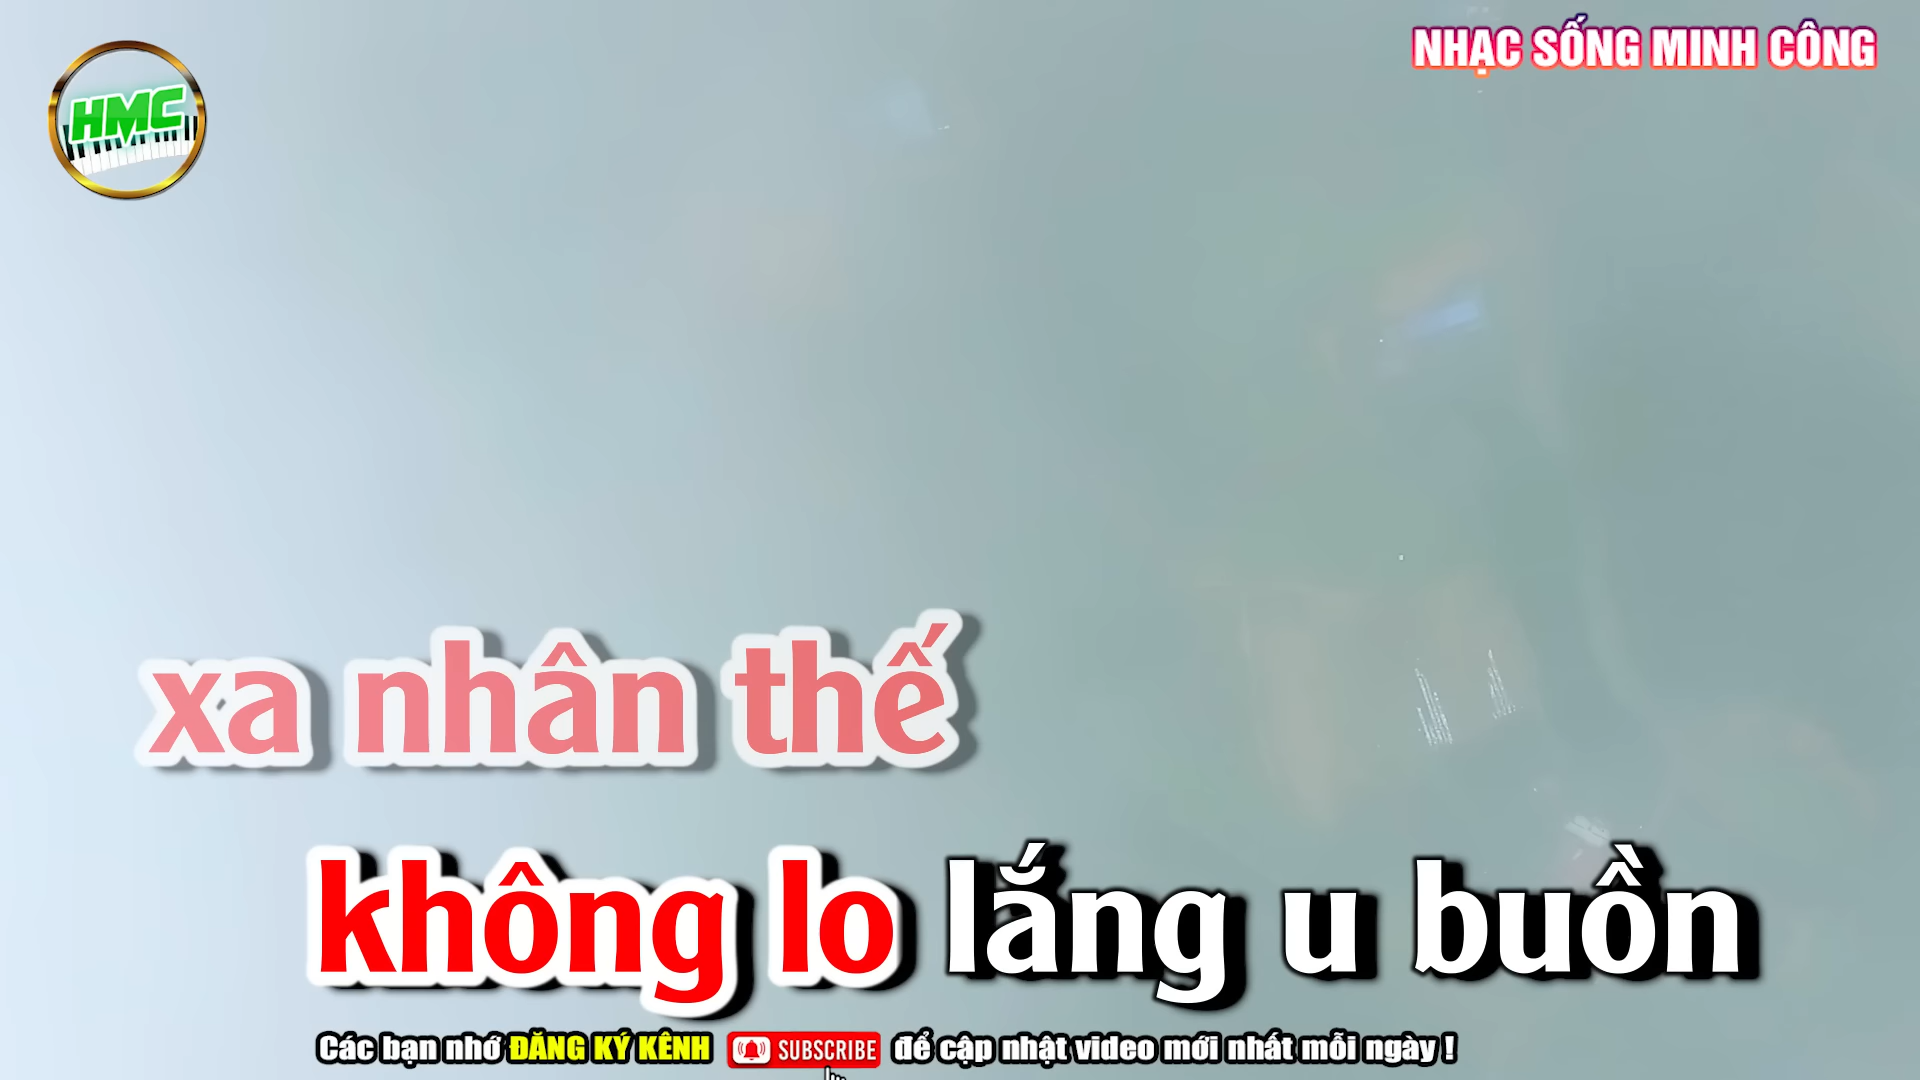 NHẠC SỐNG MINH CÔNG
HMC
xa nhân thế
không lo lắng u buồn
Các bạn nhớ ĐĂNG KÝ KÊNH SUBSCRIBE để cập nhật video mới nhất mỗi ngày !